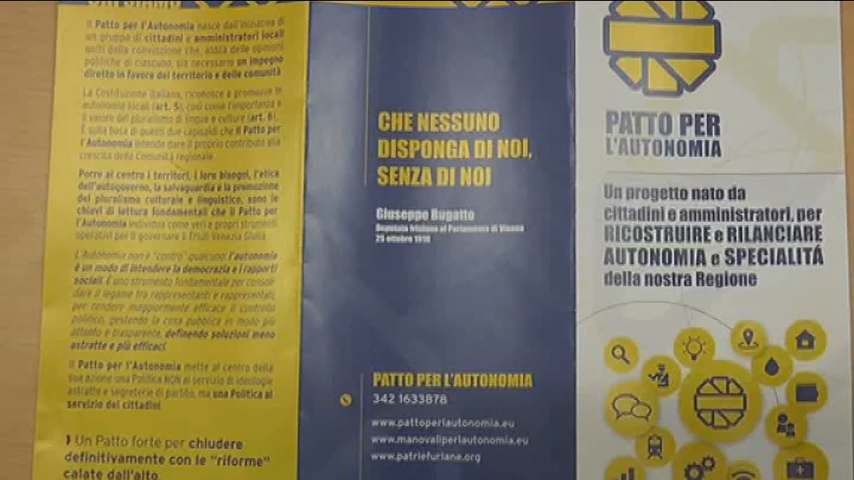 CHI SIAMO
Il Patto per l'Autonomia nasce dall'iniziativa di
un gruppo di cittadini e amministratori locali
uniti dalla convinzione che, aldilà delle opinioni
politiche di ciascuno, sia necessario un impegno
diretto in favore del territorio e delle comunità
La Costituzione italiana, riconosce e promuove le
autonomie locali (art. 5), così come l'importanza e
il valore del pluralismo di lingue e culture (art. 6).
È sulla base di questi due capisaldi che il Patto per
l'Autonomia intende dare il proprio contributo alla
crescita della Comunità regionale.
Porre al centro i territori, i loro bisogni, l'etica
dell'autogoverno, la salvaguardia e la promozione
del pluralismo culturale e linguistico, sono le
chiavi di lettura fondamentali che il Patto per
l'Autonomia individua come veri e propri strumenti
operativi per il governare il Friuli Venezia Giulia
L'Autonomia non è "contro" qualcuno: l'autonomia
è un modo di intendere la democrazia e i rapporti
sociali. È uno strumento fondamentale per consoli-
dare il legame tra rappresentanti e rappresentati,
per rendere maggiormente efficace il controllo
politico, gestendo la cosa pubblica in modo più
attento e trasparente, definendo soluzioni meno
astratte e più efficaci.
Il Patto per l'Autonomia mette al centro della
sua azione una Politica NON al servizio di ideologie
astratte e segreterie di partito, ma una Politica al
servizio dei cittadini
Un Patto forte per chiudere
definitivamente con le "riforme"
calate dall'alto
CHE NESSUNO
DISPONGA DI NOI,
SENZA DI NOI
Giuseppe Bugatto
Deputato friulano al Parlamento di Vienna
25 ottobre 1918
PATTO PER L'AUTONOMIA
342 1633878
www.pattoperlautonomia.eu
www.manovaliperlautonomia.eu
www.patriefurlane.org
PATTO PER
L'AUTONOMIA
Un progetto nato da
cittadini e amministratori, per
RICOSTRUIRE e RILANCIARE
AUTONOMIA e SPECIALITÁ
della nostra Regione